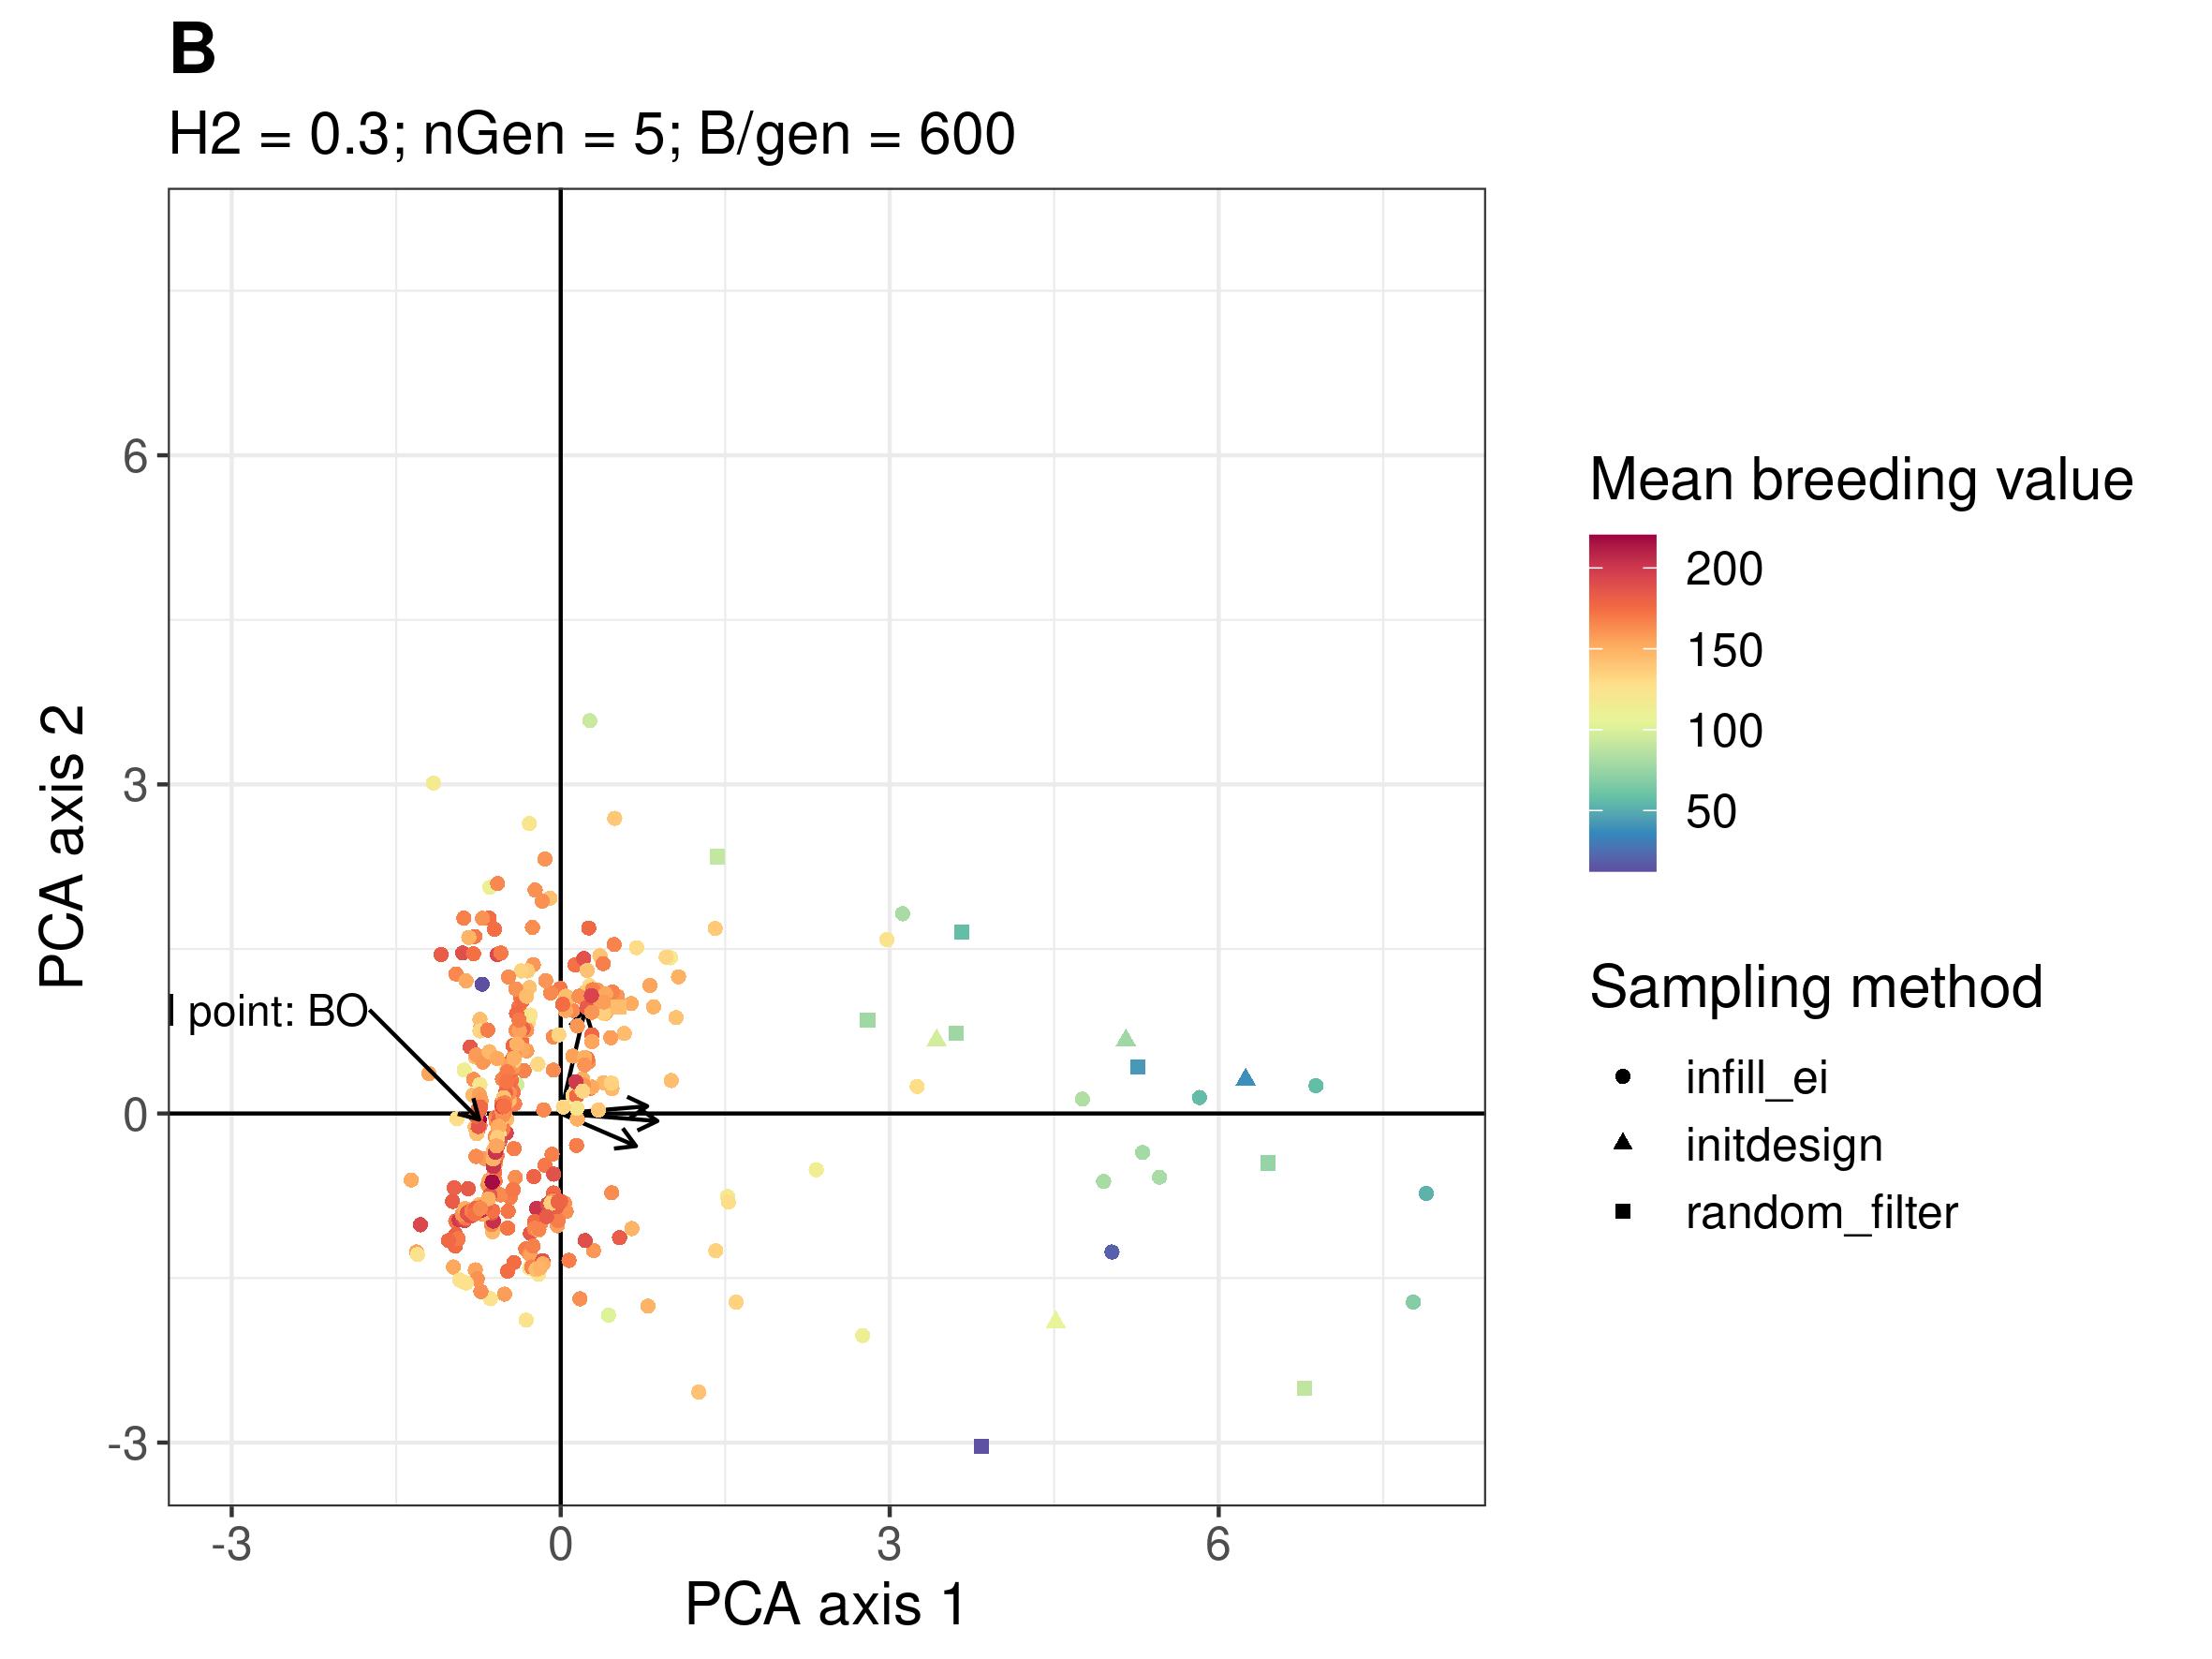 B
H2 = 0.3; nGen = 5; B/gen = 600
PCA axis 2
6
3
0
-3
point: BO
-3
0
3
6
PCA axis 1
Mean breeding value
200
150
100
50
Sampling method
infill_ei
initdesign
random_filter